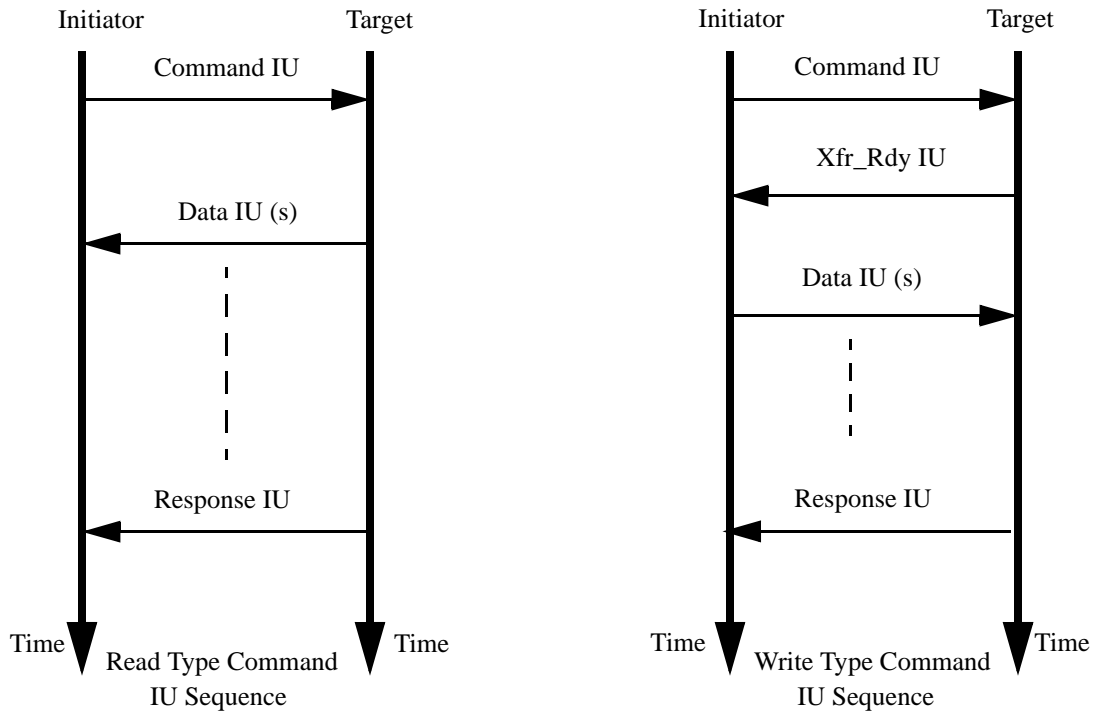 Initiator
Target
Command IU
Data IU (s)
Response IU
Time
Time
Read Type Command
IU Sequence
Initiator
Target
Command IU
Xfr_Rdy IU
Data IU (s)
Response IU
Time
Time
Write Type Command
IU Sequence